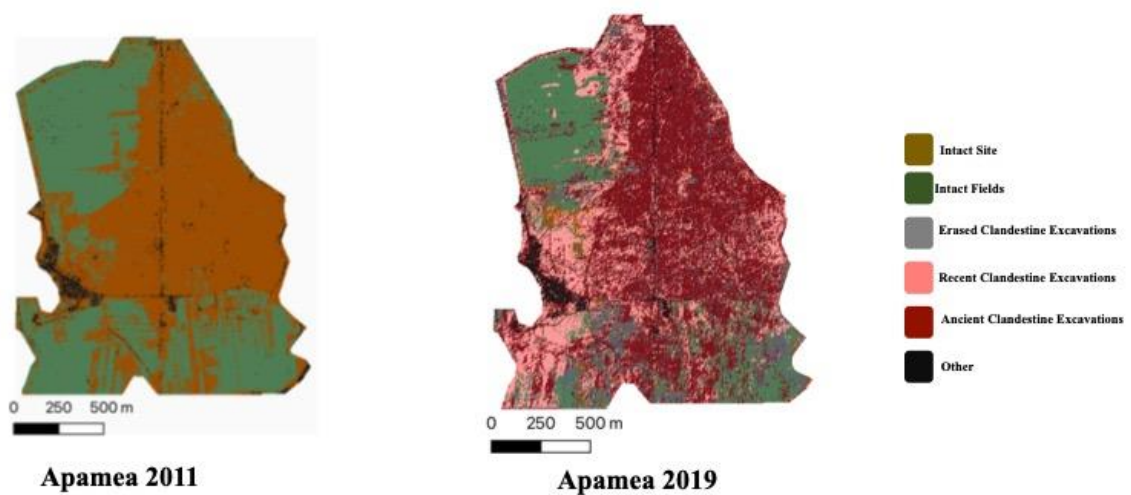 Intact Site
Intact Fields
Erased Clandestine Excavations
Recent Clandestine Excavations
Ancient Clandestine Excavations
Other
0 250 500 m
0 250 500 m
Apamea 2011
Apamea 2019